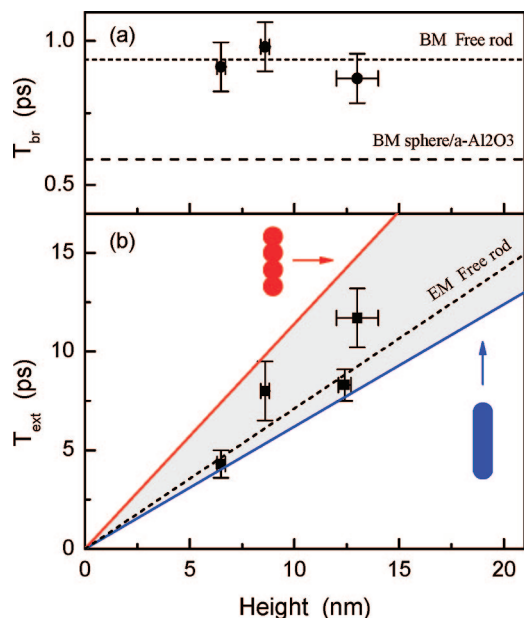 (a)
BM Free rod
1.0
T_br (ps)
BM sphere/a-Al2O3
0.5
(b)
15
EM Free rod
10
T_ext (ps)
5
0
0 5 10 15 20
Height (nm)